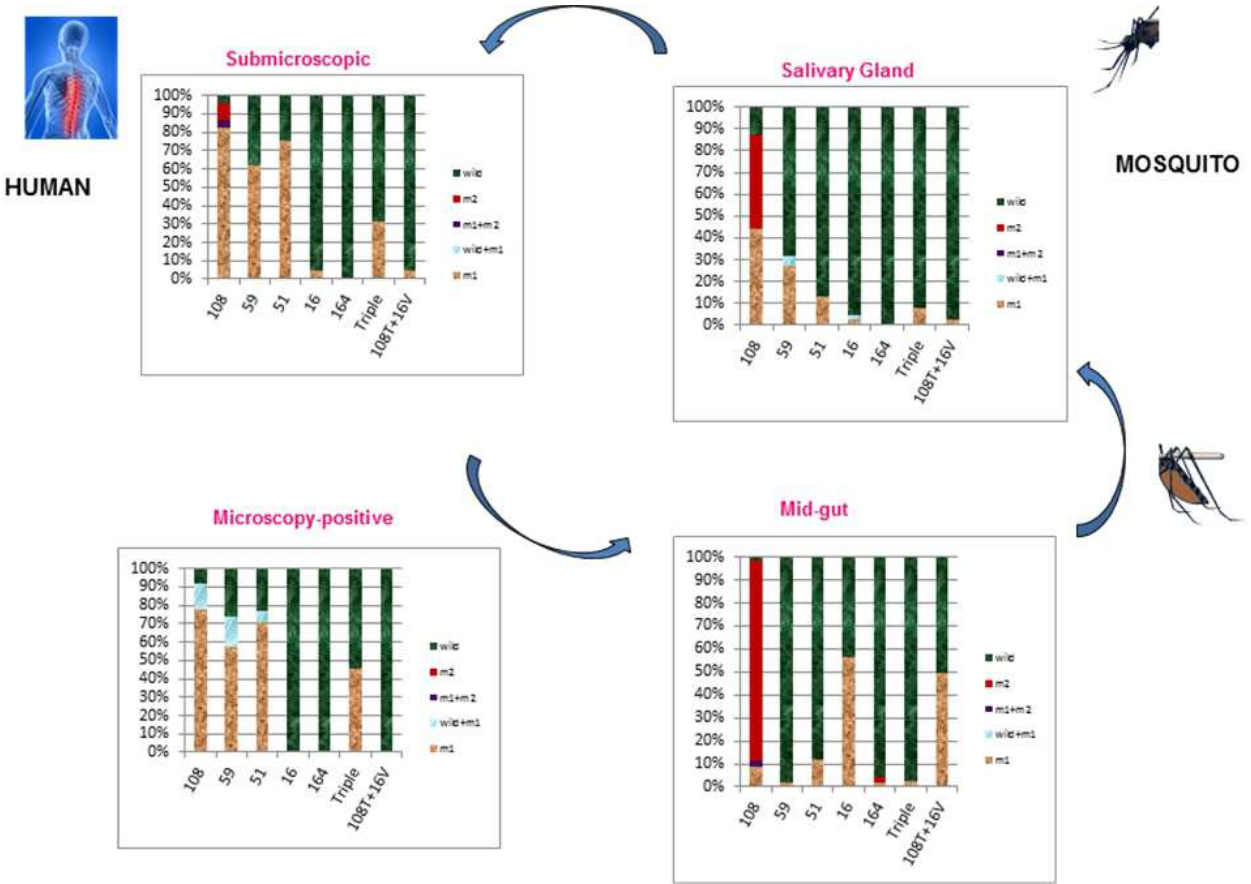 HUMAN
Submicroscopic
100%
90%
80%
70%
60%
50%
40%
30%
20%
10%
0%
108
59
51
16
164
Triple
108T+16V
wild
m2
m1+m2
wild+m1
m1
Salivary Gland
100%
90%
80%
70%
60%
50%
40%
30%
20%
10%
0%
108
59
51
16
164
Triple
108T+16V
wild
m2
m1+m2
wild+m1
m1
MOSQUITO
Microscopy-positive
100%
90%
80%
70%
60%
50%
40%
30%
20%
10%
0%
108
59
51
16
164
Triple
108T+16V
wild
m2
m1+m2
wild+m1
m1
Mid-gut
100%
90%
80%
70%
60%
50%
40%
30%
20%
10%
0%
108
59
51
16
164
Triple
108T+16V
wild
m2
m1+m2
wild+m1
m1